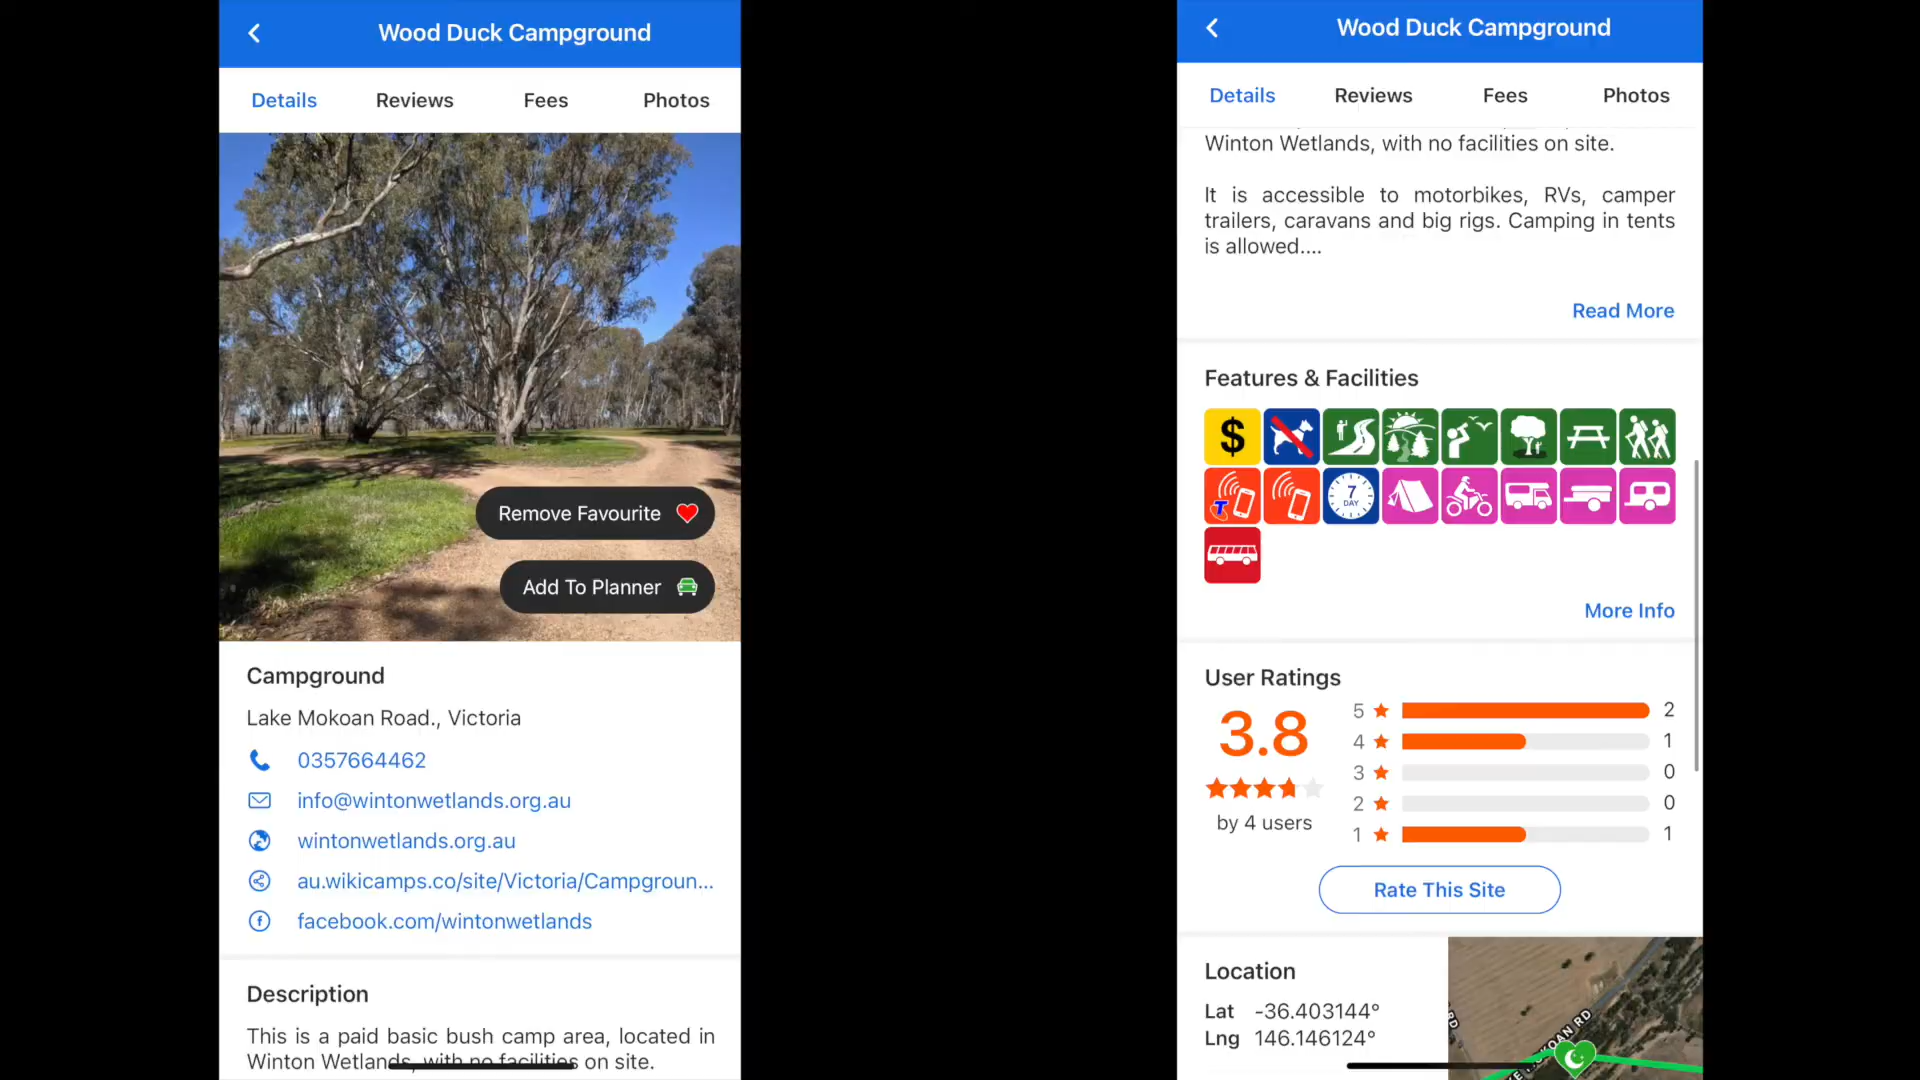 Wood Duck Campground
Details Reviews Fees Photos
Remove Favourite
Add To Planner
Campground
Lake Mokoan Road., Victoria
0357664462
info@wintonwetlands.org.au
wintonwetlands.org.au
au.wikicamps.co/site/Victoria/Campgroun...
facebook.com/wintonwetlands
Description
This is a paid basic bush camp area, located in
Winton Wetlands, with no facilities on site.
Wood Duck Campground
Details Reviews Fees Photos
Winton Wetlands, with no facilities on site.
It is accessible to motorbikes, RVs, camper
trailers, caravans and big rigs. Camping in tents
is allowed....
Read More
Features & Facilities
$
T
7
DAY
More Info
User Ratings
3.8
by 4 users
5 2
4 1
3 0
2 0
1 1
Rate This Site
Location
Lat -36.403144°
Lng 146.146124°
RD
OKOAN RD